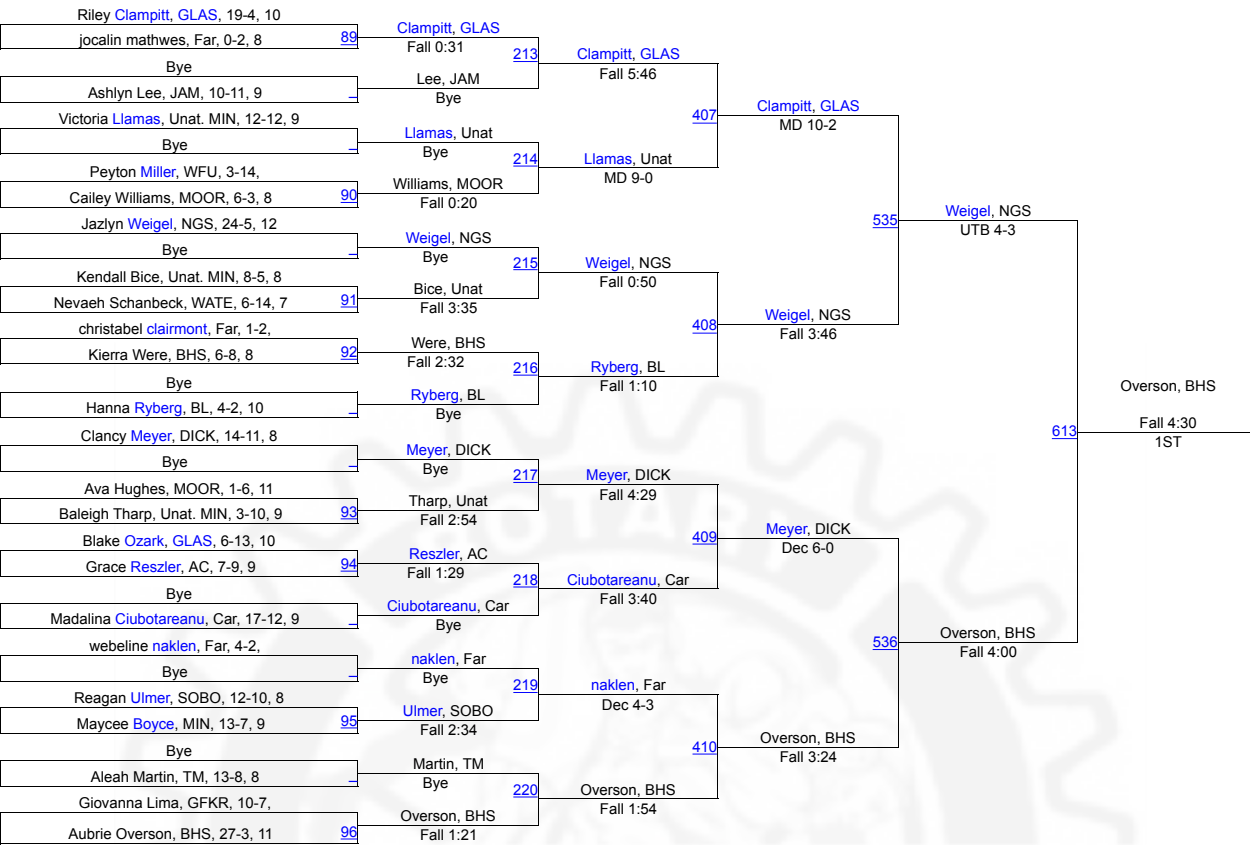 Riley Clampitt, GLAS, 19-4, 10
jocalin mathwes, Far, 0-2, 8
89
Bye
Ashlyn Lee, JAM, 10-11, 9
Victoria Llamas, Unat. MIN, 12-12, 9
Bye
Peyton Miller, WFU, 3-14,
Cailey Williams, MOOR, 6-3, 8
90
Jazlyn Weigel, NGS, 24-5, 12
Bye
Kendall Bice, Unat. MIN, 8-5, 8
Nevaeh Schanbeck, WATE, 6-14, 7
91
christabel clairmont, Far, 1-2,
Kierra Were, BHS, 6-8, 8
92
Bye
Hanna Ryberg, BL, 4-2, 10
Clancy Meyer, DICK, 14-11, 8
Bye
Ava Hughes, MOOR, 1-6, 11
Baleigh Tharp, Unat. MIN, 3-10, 9
93
Blake Ozark, GLAS, 6-13, 10
Grace Reszler, AC, 7-9, 9
94
Bye
Madalina Ciubotareanu, Car, 17-12, 9
webeline naklen, Far, 4-2,
Bye
Reagan Ulmer, SOBO, 12-10, 8
Maycee Boyce, MIN, 13-7, 9
95
Bye
Aleah Martin, TM, 13-8, 8
Giovanna Lima, GFKR, 10-7,
Aubrie Overson, BHS, 27-3, 11
96
Clampitt, GLAS
Fall 0:31
213
Lee, JAM
Bye
Llamas, Unat
Bye
214
Williams, MOOR
Fall 0:20
Weigel, NGS
Bye
215
Bice, Unat
Fall 3:35
Were, BHS
Fall 2:32
216
Ryberg, BL
Bye
Meyer, DICK
Bye
217
Tharp, Unat
Fall 2:54
Reszler, AC
Fall 1:29
218
Ciubotareanu, Car
Bye
naklen, Far
Bye
219
Ulmer, SOBO
Fall 2:34
Martin, TM
Bye
220
Overson, BHS
Fall 1:21
Clampitt, GLAS
Fall 5:46
407
Llamas, Unat
MD 9-0
Weigel, NGS
Fall 0:50
408
Ryberg, BL
Fall 1:10
Meyer, DICK
Fall 4:29
409
Ciubotareanu, Car
Fall 3:40
naklen, Far
Dec 4-3
410
Overson, BHS
Fall 1:54
Clampitt, GLAS
MD 10-2
535
Weigel, NGS
Fall 3:46
Meyer, DICK
Dec 6-0
536
Overson, BHS
Fall 3:24
Weigel, NGS
UTB 4-3
613
Overson, BHS
Fall 4:00
Overson, BHS
Fall 4:30
1ST